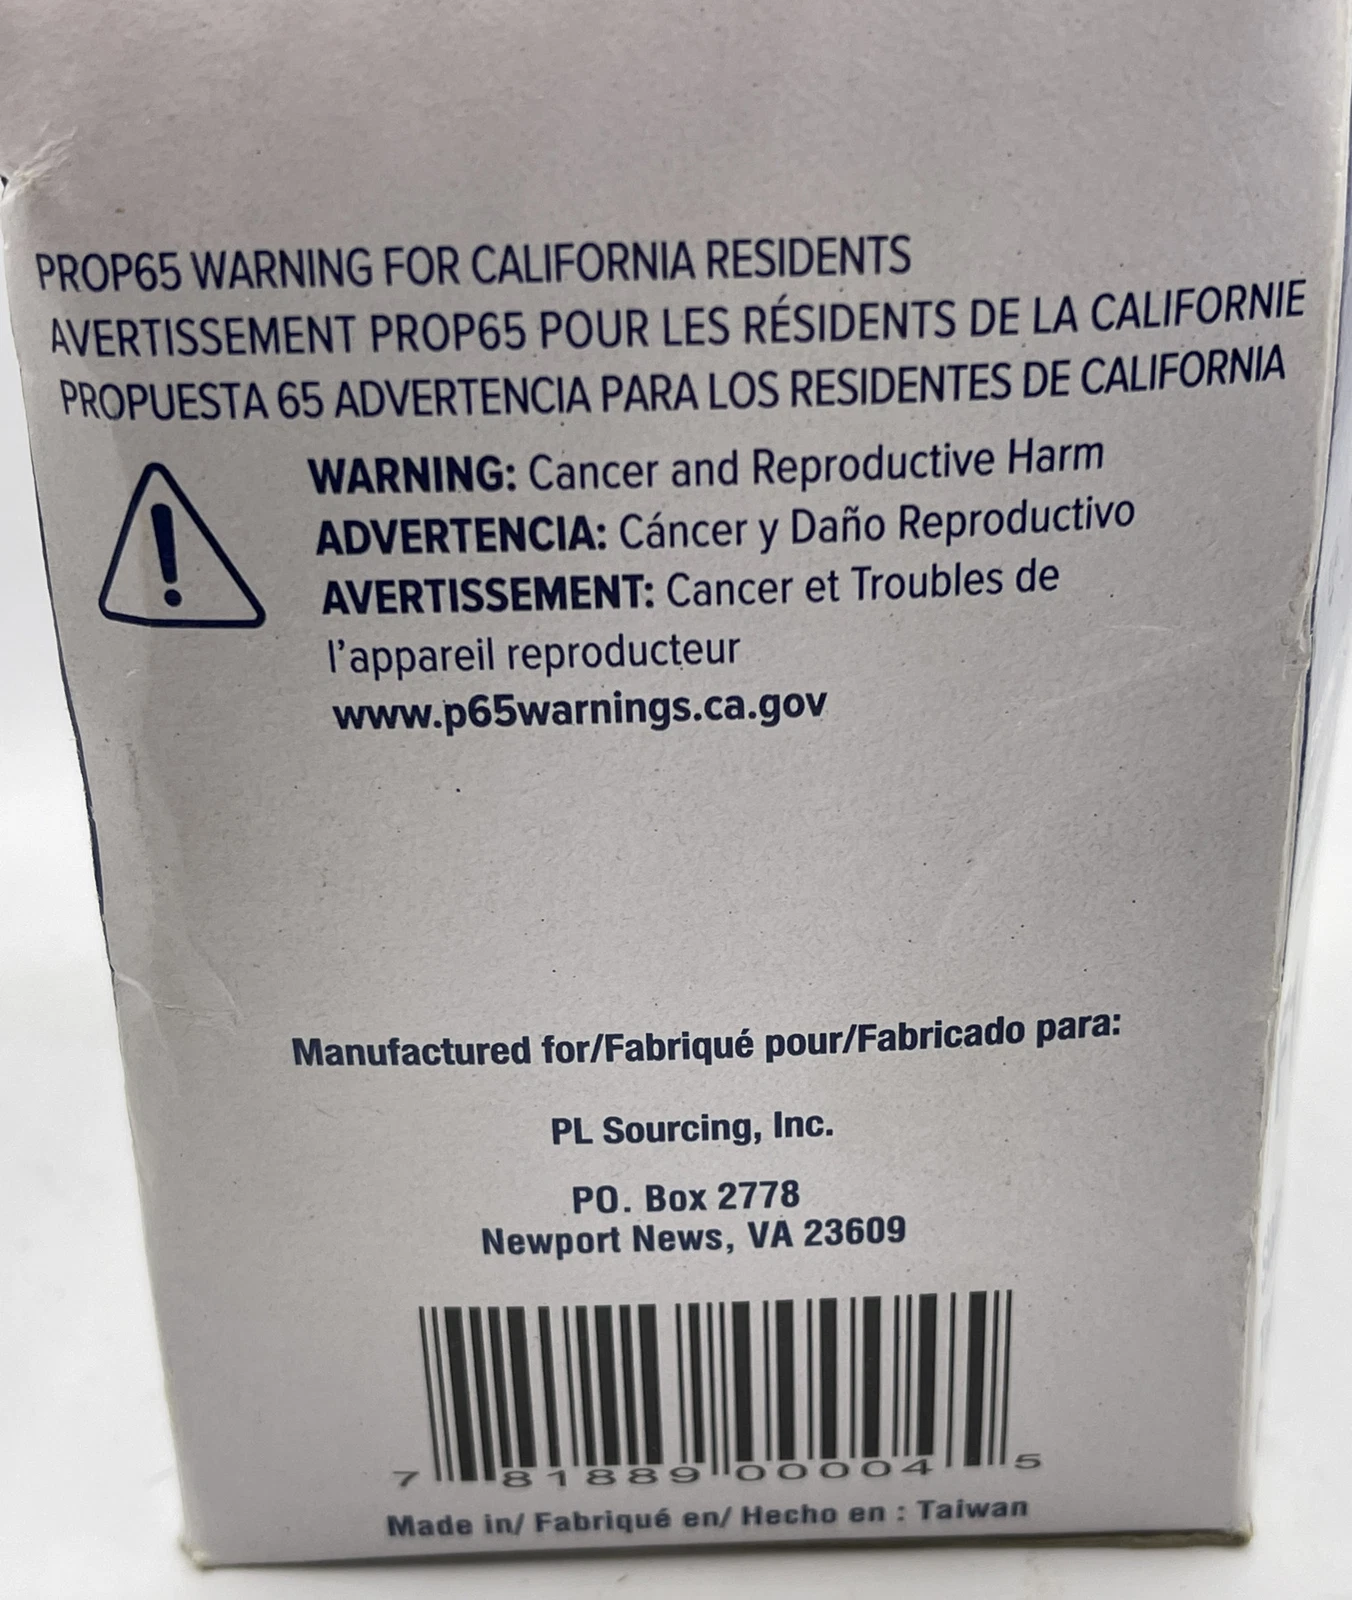 PROP65 WARNING FOR CALIFORNIA RESIDENTS
AVERTISSEMENT PROP65 POUR LES RÉSIDENTS DE LA CALIFORNIE
PROPUESTA 65 ADVERTENCIA PARA LOS RESIDENTES DE CALIFORNIA
WARNING: Cancer and Reproductive Harm
ADVERTENCIA: Cáncer y Daño Reproductivo
AVERTISSEMENT: Cancer et Troubles de
l'appareil reproducteur
www.p65warnings.ca.gov
Manufactured for/Fabriqué pour/Fabricado para:
PL Sourcing, Inc.
PO. Box 2778
Newport News, VA 23609
7 81889 00004 5
Made in/ Fabriqué en/ Hecho en : Taiwan